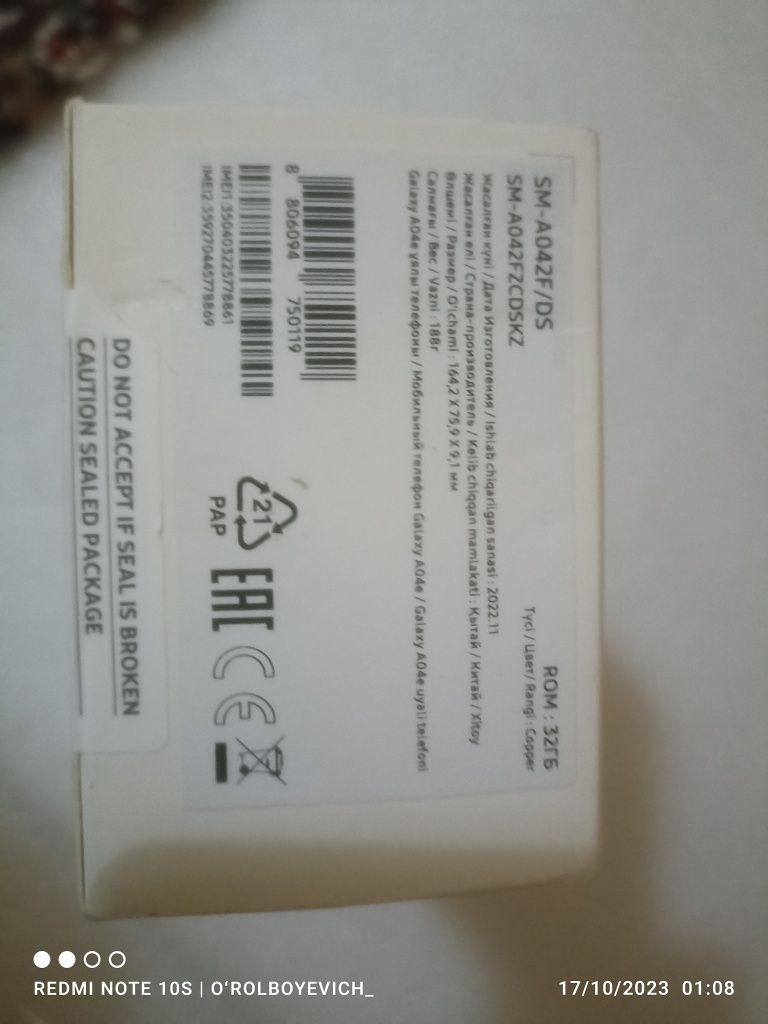 SM-A042F/DS
SM-A042FZCDSKZ
ROM : 32ГБ
Түсі / Цвет/ Rangi : Copper
Жасалған күні / Дата Изготовления / Ishlab chiqarilgan sanasi : 2022.11
Жасалған елі / Страна-производитель / Kelib chiqqan mamlakati : Қытай / Китай / Xitoy
Өлшемі / Размер / O'lchami : 164,2 X 75,9 X 9,1 мм
Салмағы / Вес / Vazni : 188г
Galaxy A04e ұялы телефоны / Мобильный телефон Galaxy A04e / Galaxy A04e uyali telefoni
8 806094 750119
IMEI1:350403225778861
IMEI2:359270445778869
21
PAP
EAC
CE
DO NOT ACCEPT IF SEAL IS BROKEN
CAUTION SEALED PACKAGE
REDMI NOTE 10S | O‘ROLBOYEVICH_
17/10/2023 01:08